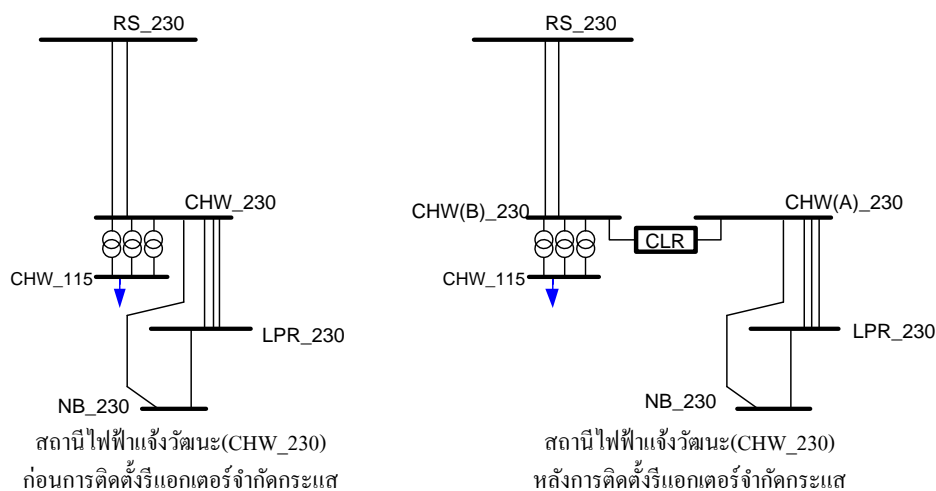 RS_230
CHW_230
CHW_115
LPR_230
NB_230
สถานีไฟฟ้าแจ้งวัฒนะ(CHW_230)
ก่อนการติดตั้งรีแอกเตอร์จำกัดกระแส
RS_230
CHW(B)_230
CHW(A)_230
CLR
CHW_115
LPR_230
NB_230
สถานีไฟฟ้าแจ้งวัฒนะ(CHW_230)
หลังการติดตั้งรีแอกเตอร์จำกัดกระแส